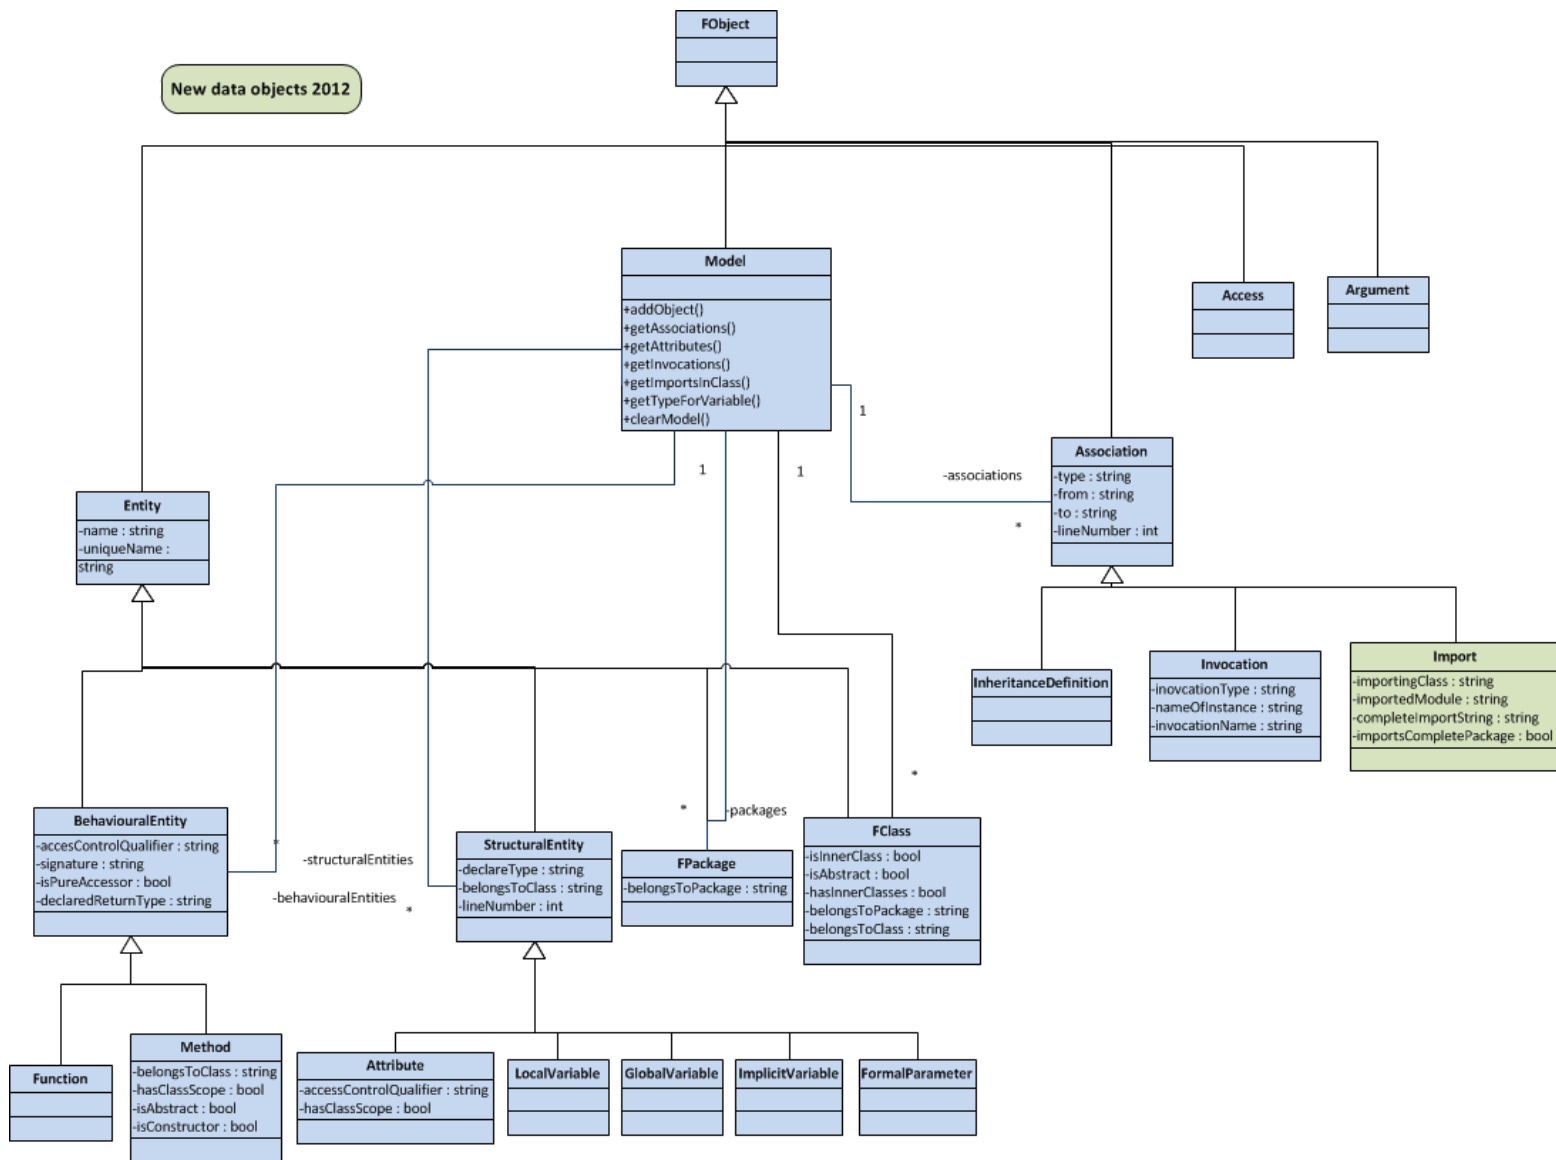 FObject
New data objects 2012
Model
+addObject()
+getAssociations()
+getAttributes()
+getInvocations()
+getImportsInClass()
+getTypeForVariable()
+clearModel()
Access
Argument
1
1
1
-associations
*
Association
-type : string
-from : string
-to : string
-lineNumber : int
Entity
-name : string
-uniqueName :
string
InheritanceDefinition
Invocation
-inovcationType : string
-nameOfInstance : string
-invocationName : string
Import
-importingClass : string
-importedModule : string
-completeImportString : string
-importsCompletePackage : bool
*
*
-packages
BehaviouralEntity
-accesControlQualifier : string
-signature : string
-isPureAccessor : bool
-declaredReturnType : string
*
-structuralEntities
-behaviouralEntities
*
StructuralEntity
-declareType : string
-belongsToClass : string
-lineNumber : int
FPackage
-belongsToPackage : string
FClass
-isInnerClass : bool
-isAbstract : bool
-hasInnerClasses : bool
-belongsToPackage : string
-belongsToClass : string
Function
Method
-belongsToClass : string
-hasClassScope : bool
-isAbstract : bool
-isConstructor : bool
Attribute
-accessControlQualifier : string
-hasClassScope : bool
LocalVariable
GlobalVariable
ImplicitVariable
FormalParameter